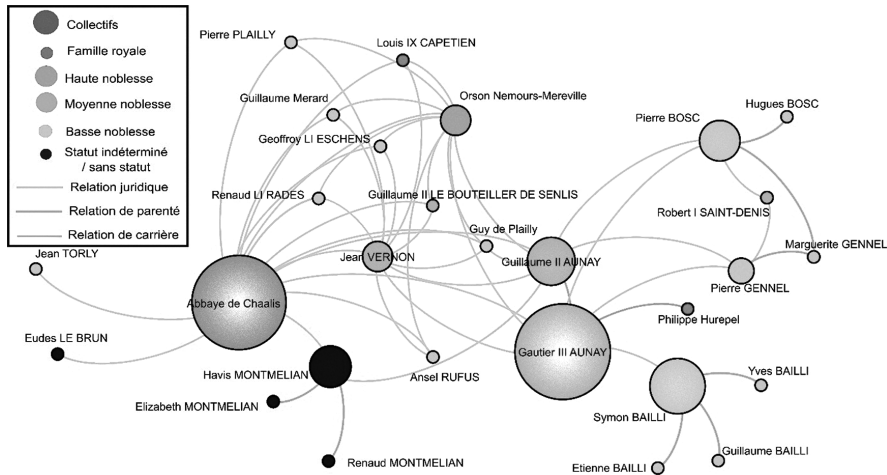 Collectifs
Famille royale
Haute noblesse
Moyenne noblesse
Basse noblesse
Statut indéterminé
/ sans statut
Relation juridique
Relation de parenté
Relation de carrière
Pierre PLAILLY
Louis IX CAPETIEN
Guillaume Merard
Orson Nemours-Mereville
Geoffroy LI ESCHENS
Pierre BOSC
Hugues BOSC
Renaud LI RADES
Guillaume II LE BOUTEILLER DE SENLIS
Robert I SAINT-DENIS
Guy de Plailly
Jean TORLY
Jean VERNON
Guillaume II AUNAY
Marguerite GENNEL
Pierre GENNEL
Abbaye de Chaalis
Philippe Hurepel
Eudes LE BRUN
Gautier III AUNAY
Havis MONTMELIAN
Ansel RUFUS
Yves BAILLI
Elizabeth MONTMELIAN
Symon BAILLI
Renaud MONTMELIAN
Etienne BAILLI
Guillaume BAILLI